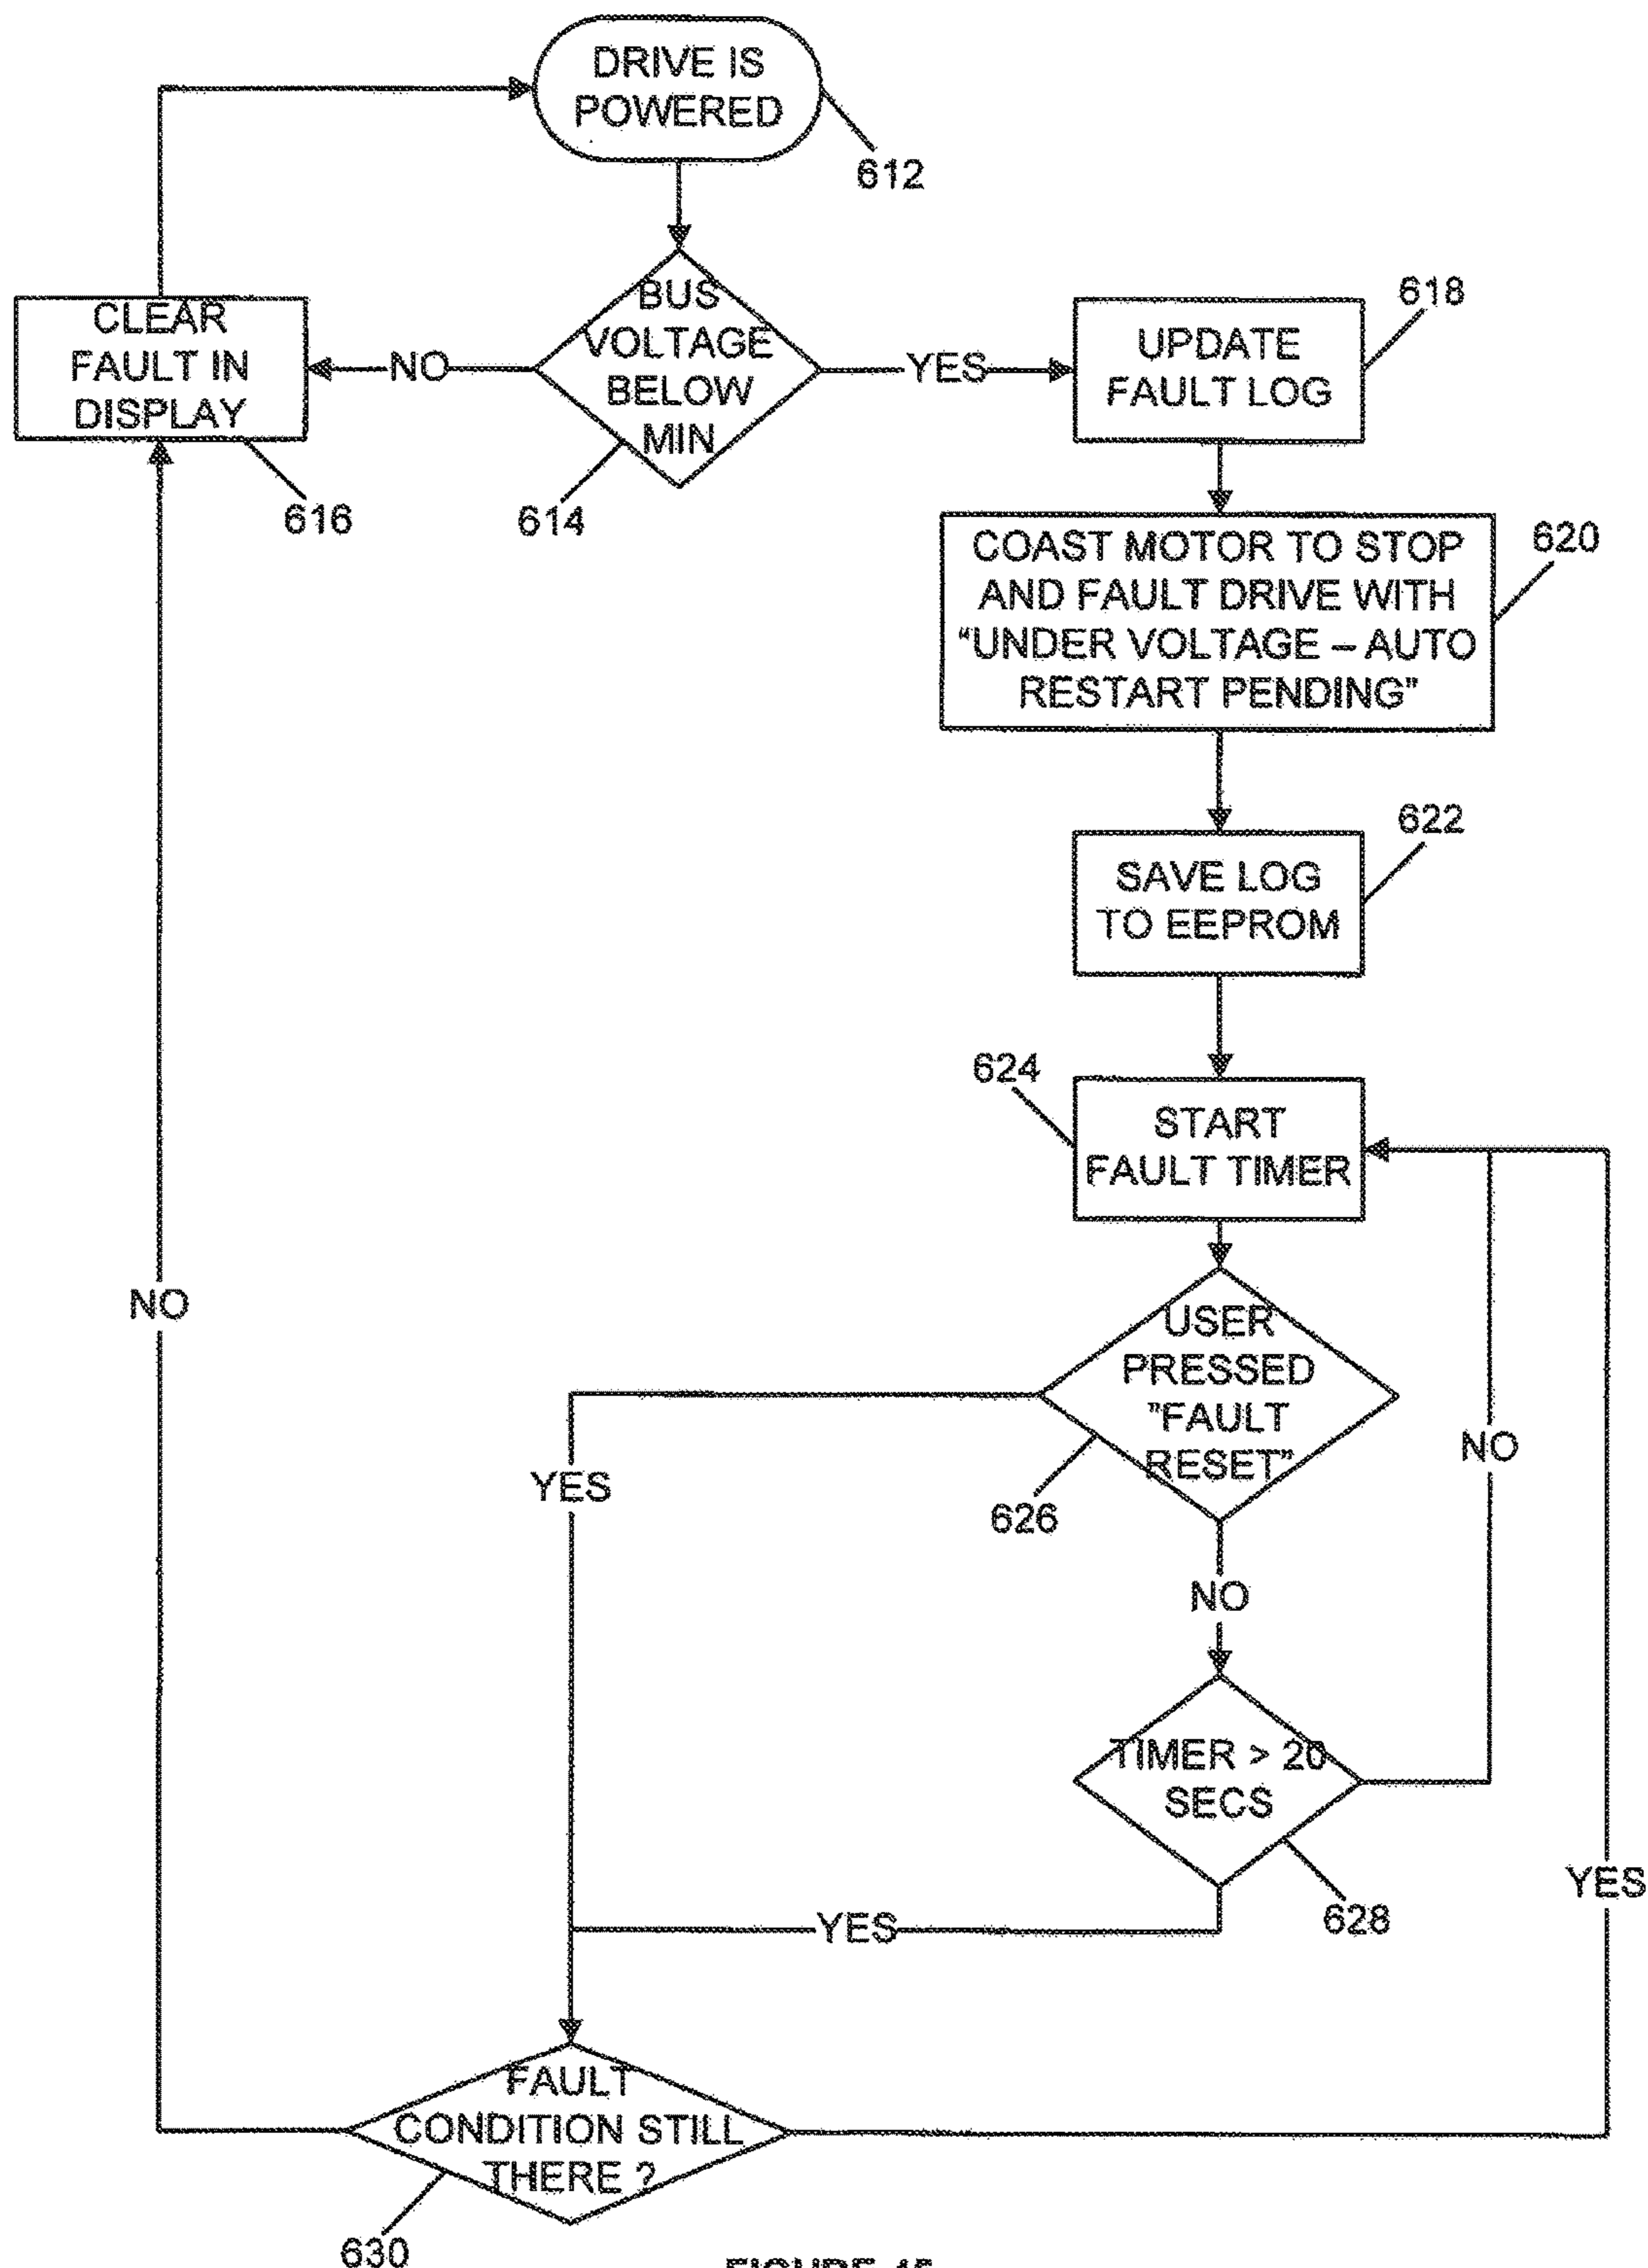 DRIVE IS
POWERED
612
BUS
VOLTAGE
BELOW
MIN
614
NO
YES
CLEAR
FAULT IN
DISPLAY
616
UPDATE
FAULT LOG
618
COAST MOTOR TO STOP
AND FAULT DRIVE WITH
“UNDER VOLTAGE – AUTO
RESTART PENDING”
620
SAVE LOG
TO EEPROM
622
START
FAULT TIMER
624
USER
PRESSED
”FAULT
RESET”
626
YES
NO
TIMER > 20
SECS
628
NO
YES
FAULT
CONDITION STILL
THERE ?
630
NO
YES